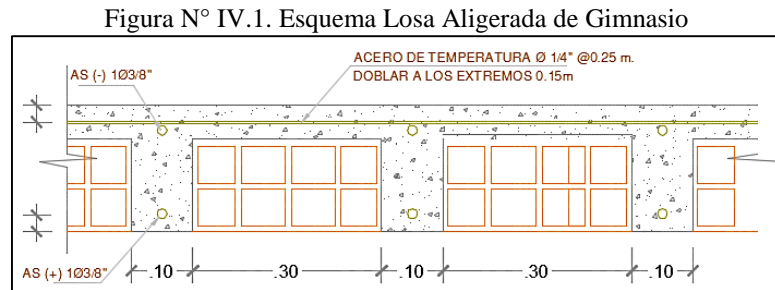 Figura N° IV.1. Esquema Losa Aligerada de Gimnasio
ACERO DE TEMPERATURA Ø 1/4" @0.25 m.
DOBLAR A LOS EXTREMOS 0.15m
AS (-) 1Ø3/8"
AS (+) 1Ø3/8"
.10 .30 .10 .30 .10